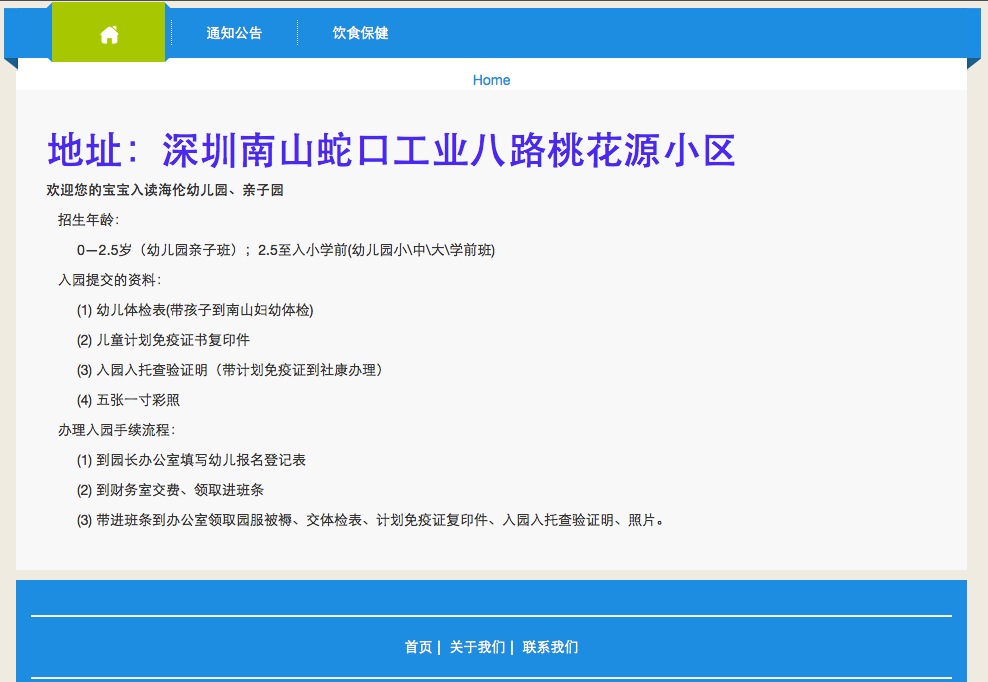 通知公告 饮食保健
Home
地址：深圳南山蛇口工业八路桃花源小区
欢迎您的宝宝入读海伦幼儿园、亲子园
招生年龄：
0—2.5岁（幼儿园亲子班）；2.5至入小学前(幼儿园小\中\大\学前班)
入园提交的资料：
(1) 幼儿体检表(带孩子到南山妇幼体检)
(2) 儿童计划免疫证书复印件
(3) 入园入托查验证明（带计划免疫证到社康办理）
(4) 五张一寸彩照
办理入园手续流程：
(1) 到园长办公室填写幼儿报名登记表
(2) 到财务室交费、领取进班条
(3) 带进班条到办公室领取园服被褥、交体检表、计划免疫证复印件、入园入托查验证明、照片。
首页 | 关于我们 | 联系我们